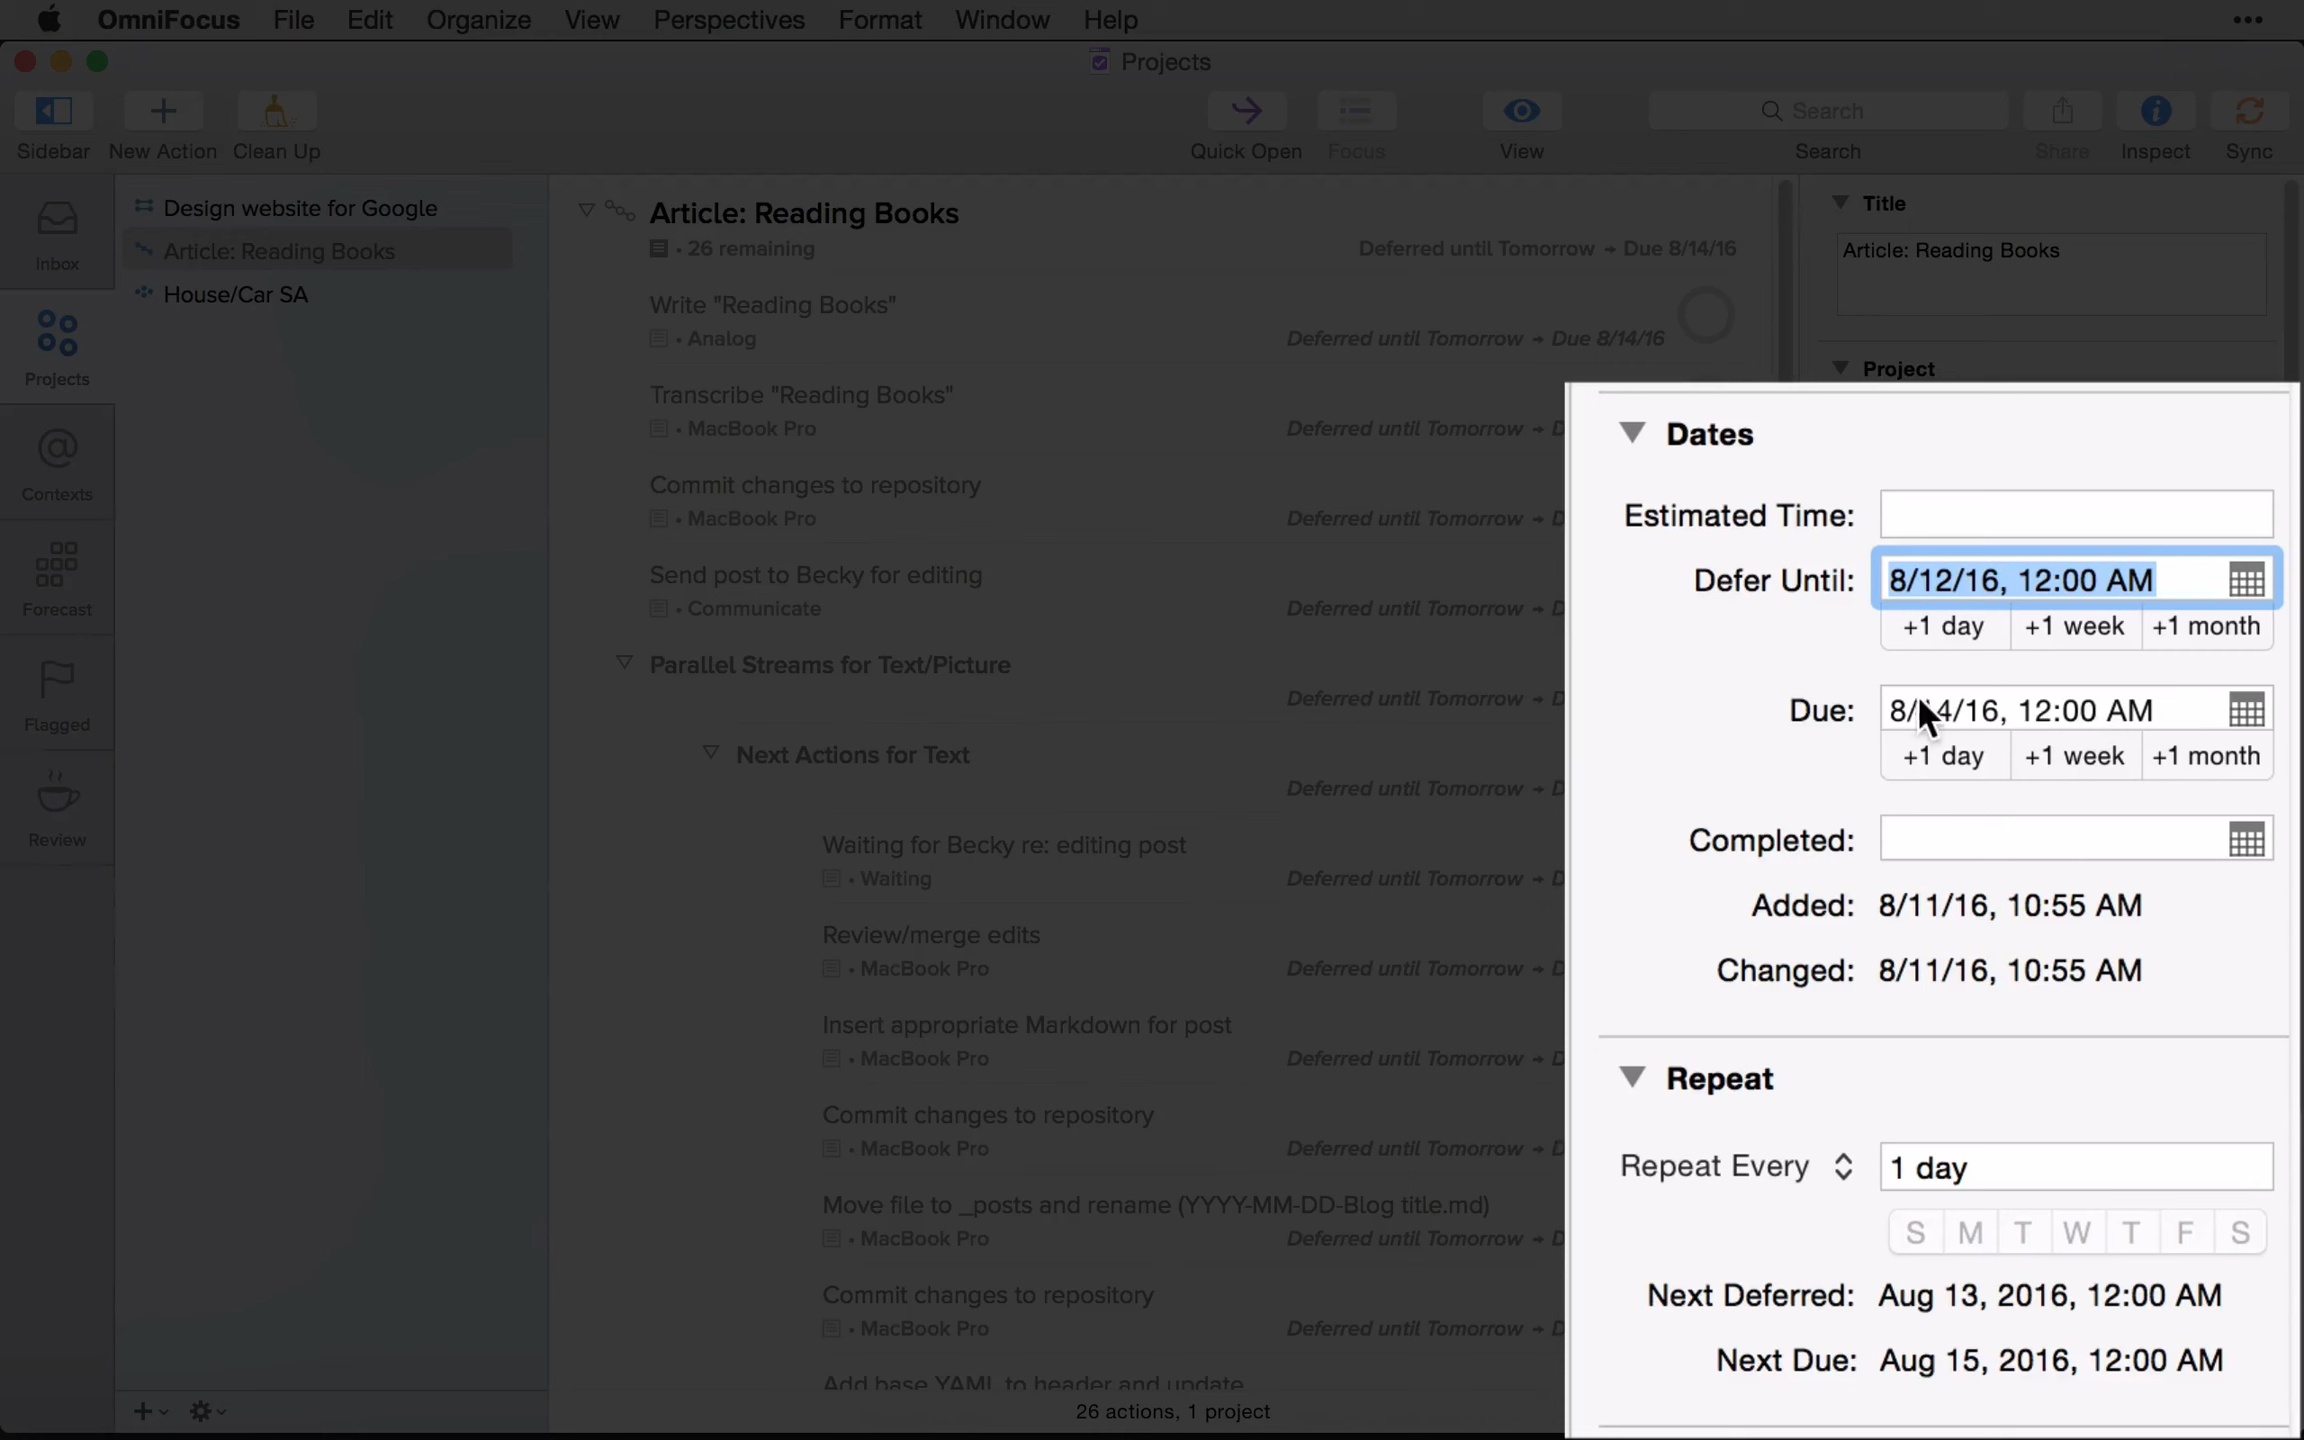 OmniFocus File Edit Organize View Perspectives Format Window Help
Projects
Sidebar New Action Clean Up Quick Open Focus View Search Share Inspect Sync
Search
Inbox
Projects
Contexts
Forecast
Flagged
Review
Design website for Google
Article: Reading Books
House/Car SA
Article: Reading Books
• 26 remaining Deferred until Tomorrow → Due 8/14/16
Write "Reading Books"
• Analog Deferred until Tomorrow → Due 8/14/16
Transcribe "Reading Books"
• MacBook Pro Deferred until Tomorrow → D
Commit changes to repository
• MacBook Pro Deferred until Tomorrow → D
Send post to Becky for editing
• Communicate Deferred until Tomorrow → D
Parallel Streams for Text/Picture
Deferred until Tomorrow → D
Next Actions for Text
Deferred until Tomorrow → D
Waiting for Becky re: editing post
• Waiting Deferred until Tomorrow → D
Review/merge edits
• MacBook Pro Deferred until Tomorrow → D
Insert appropriate Markdown for post
• MacBook Pro Deferred until Tomorrow → D
Commit changes to repository
• MacBook Pro Deferred until Tomorrow → D
Move file to _posts and rename (YYYY-MM-DD-Blog title.md)
• MacBook Pro Deferred until Tomorrow → D
Commit changes to repository
• MacBook Pro Deferred until Tomorrow → D
Add base YAML to header and update
26 actions, 1 project
Title
Article: Reading Books
Project
Dates
Estimated Time:
Defer Until: 8/12/16, 12:00 AM
+1 day +1 week +1 month
Due: 8/14/16, 12:00 AM
+1 day +1 week +1 month
Completed:
Added: 8/11/16, 10:55 AM
Changed: 8/11/16, 10:55 AM
Repeat
Repeat Every 1 day
S M T W T F S
Next Deferred: Aug 13, 2016, 12:00 AM
Next Due: Aug 15, 2016, 12:00 AM